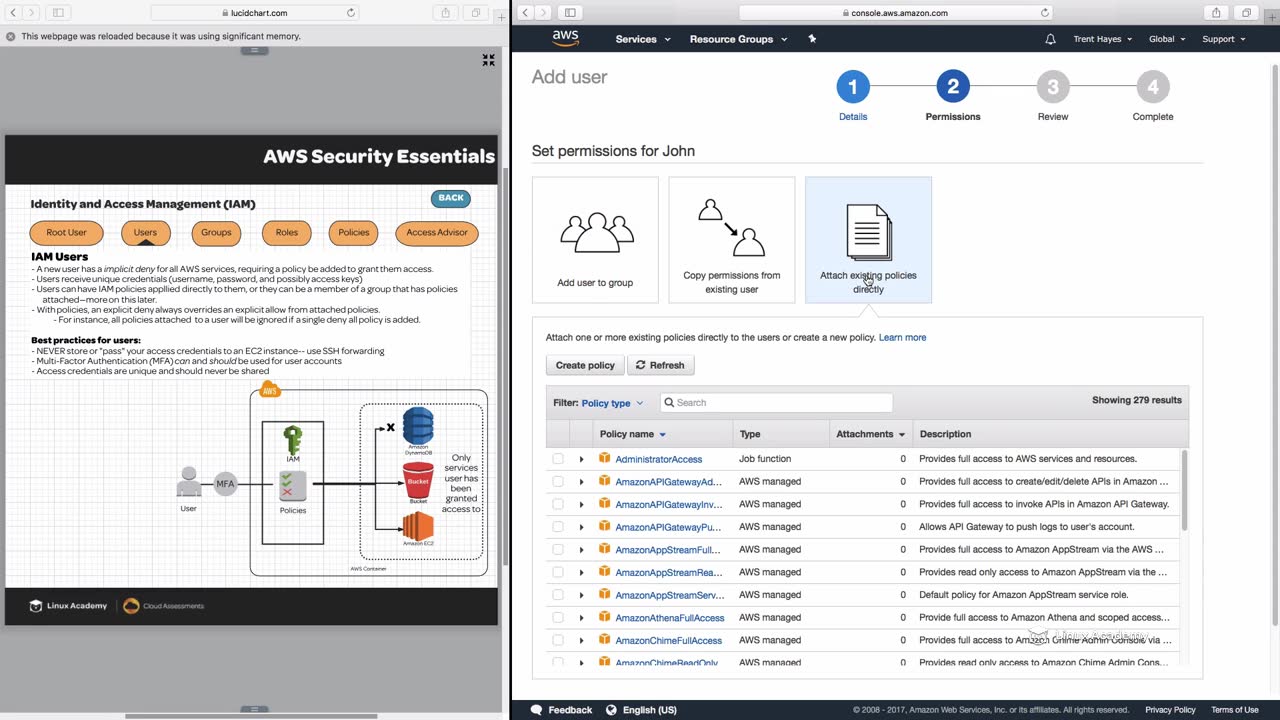 lucidchart.com
This webpage was reloaded because it was using significant memory.
AWS Security Essentials
Identity and Access Management (IAM)
BACK
Root User
Users
Groups
Roles
Policies
Access Advisor
IAM Users
- A new user has a implicit deny for all AWS services, requiring a policy be added to grant them access.
- Users receive unique credentials (username, password, and possibly access keys)
- Users can have IAM policies applied directly to them, or they can be a member of a group that has policies
attached—more on this later.
- With policies, an explicit deny always overrides an explicit allow from attached policies.
- For instance, all policies attached to a user will be ignored if a single deny all policy is added.
Best practices for users:
- NEVER store or "pass" your access credentials to an EC2 instance-- use SSH forwarding
- Multi-Factor Authentication (MFA) can and should be used for user accounts
- Access credentials are unique and should never be shared
AWS
IAM
Policies
User
MFA
X
Amazon
DynamoDB
Bucket
Bucket
Amazon EC2
Only
services
user has
been
granted
access to
AWS Container
Linux Academy
Cloud Assessments
console.aws.amazon.com
aws
Services
Resource Groups
Trent Hayes
Global
Support
Add user
1
2
3
4
Details
Permissions
Review
Complete
Set permissions for John
Add user to group
Copy permissions from
existing user
Attach existing policies
directly
Attach one or more existing policies directly to the users or create a new policy. Learn more
Create policy
Refresh
Filter: Policy type
Search
Showing 279 results
Policy name Type Attachments Description
AdministratorAccess Job function 0 Provides full access to AWS services and resources.
AmazonAPIGatewayAd... AWS managed 0 Provides full access to create/edit/delete APIs in Amazon ...
AmazonAPIGatewayInv... AWS managed 0 Provides full access to invoke APIs in Amazon API Gateway.
AmazonAPIGatewayPu... AWS managed 0 Allows API Gateway to push logs to user's account.
AmazonAppStreamFull... AWS managed 0 Provides full access to Amazon AppStream via the AWS ...
AmazonAppStreamRea... AWS managed 0 Provides read only access to Amazon AppStream via the ...
AmazonAppStreamServ... AWS managed 0 Default policy for Amazon AppStream service role.
AmazonAthenaFullAccess AWS managed 0 Provide full access to Amazon Athena and scoped access...
AmazonChimeFullAccess AWS managed 0 Provides full access to Amazon Chime Admin Console via ...
AmazonChimeReadOnly AWS managed 0 Provides read only access to Amazon Chime Admin Cons...
Linux Academy
Feedback
English (US)
© 2008 - 2017, Amazon Web Services, Inc. or its affiliates. All rights reserved.
Privacy Policy
Terms of Use